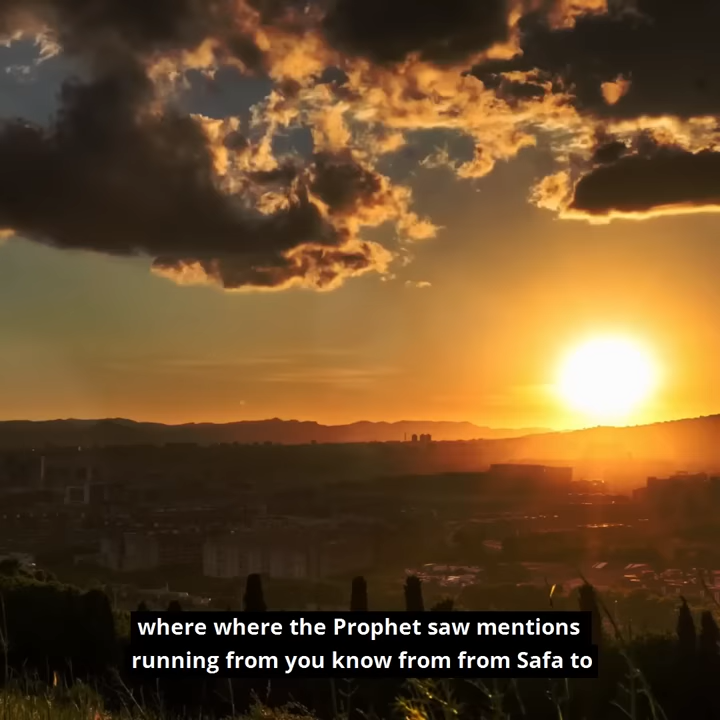 where where the Prophet saw mentions
running from you know from from Safa to